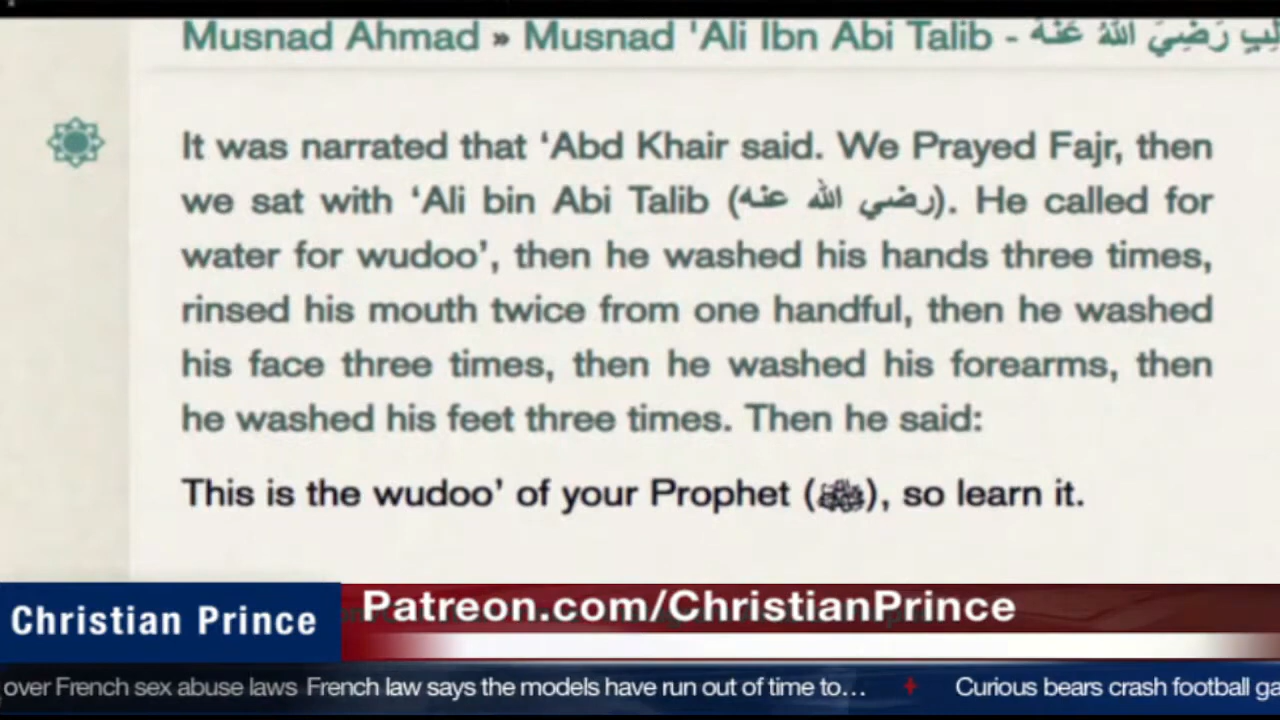 Musnad Ahmad » Musnad 'Ali Ibn Abi Talib - رَضِيَ اللَّهُ عَنْهُ
It was narrated that ‘Abd Khair said. We Prayed Fajr, then
we sat with ‘Ali bin Abi Talib (رضي الله عنه). He called for
water for wudoo’, then he washed his hands three times,
rinsed his mouth twice from one handful, then he washed
his face three times, then he washed his forearms, then
he washed his feet three times. Then he said:
This is the wudoo’ of your Prophet (ﷺ), so learn it.
Christian Prince
Patreon.com/ChristianPrince
over French sex abuse laws French law says the models have run out of time to… Curious bears crash football ga